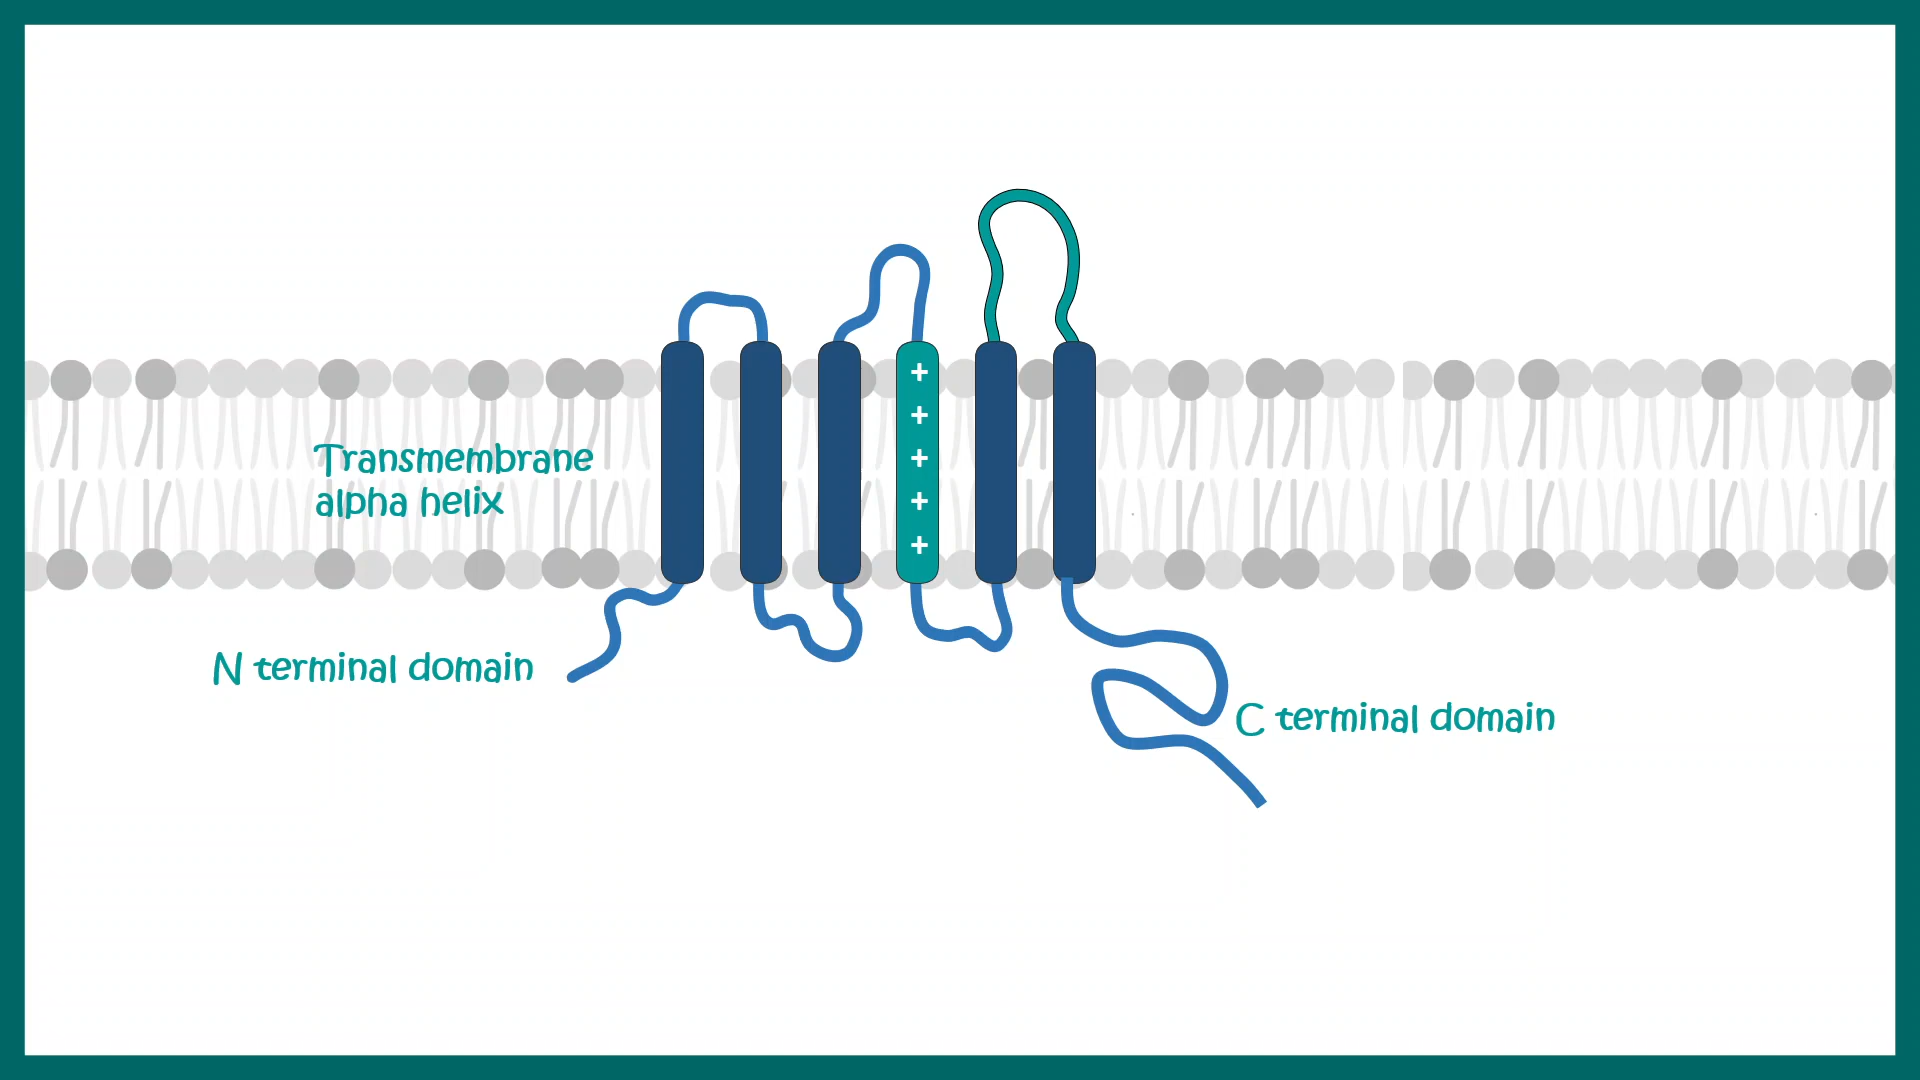 +
+
+
Transmembrane
alpha helix
+
+
N terminal domain
C terminal domain